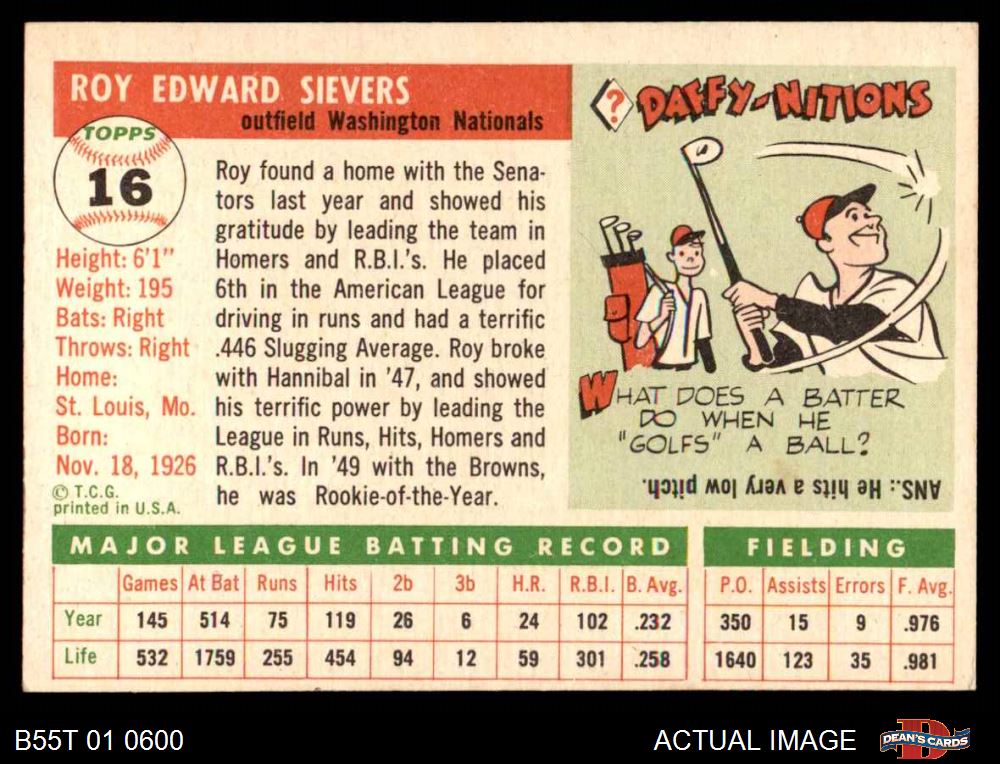 ROY EDWARD SIEVERS
outfield Washington Nationals
TOPPS
16
Height: 6'1"
Weight: 195
Bats: Right
Throws: Right
Home:
St. Louis, Mo.
Born:
Nov. 18, 1926
© T.C.G.
printed in U.S.A.
Roy found a home with the Sena-
tors last year and showed his
gratitude by leading the team in
Homers and R.B.I.'s. He placed
6th in the American League for
driving in runs and had a terrific
.446 Slugging Average. Roy broke
with Hannibal in '47, and showed
his terrific power by leading the
League in Runs, Hits, Homers and
R.B.I.'s. In '49 with the Browns,
he was Rookie-of-the-Year.
? DAFFY-NITIONS
WHAT DOES A BATTER
DO WHEN HE
"GOLFS" A BALL?
ANS.: He hits a very low pitch.
MAJOR LEAGUE BATTING RECORD
Games At Bat Runs Hits 2b 3b H.R. R.B.I. B. Avg.
Year 145 514 75 119 26 6 24 102 .232
Life 532 1759 255 454 94 12 59 301 .258
FIELDING
P.O. Assists Errors F. Avg.
350 15 9 .976
1640 123 35 .981
B55T 01 0600
ACTUAL IMAGE
D
DEAN'S CARDS